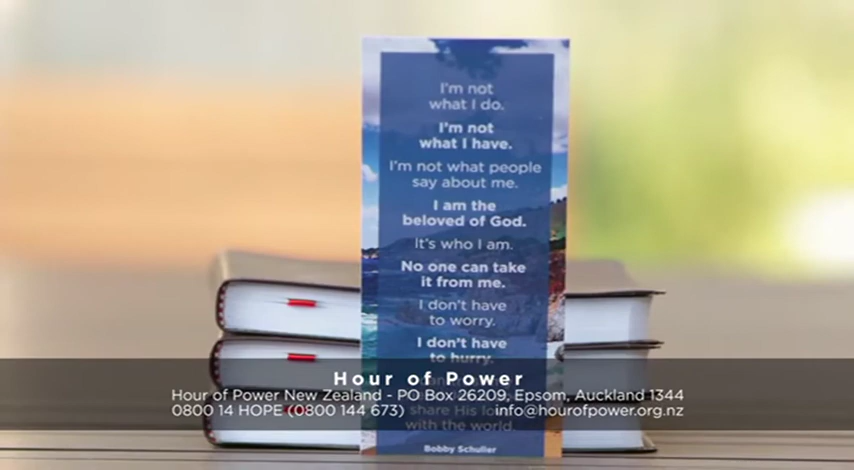 I'm not
what I do.
I'm not
what I have.
I'm not what people
say about me.
I am the
beloved of God.
It's who I am.
No one can take
it from me.
I don't have
to worry.
I don't have
to hurry.
Hour of Power
Hour of Power New Zealand - PO Box 26209, Epsom, Auckland 1344
0800 14 HOPE (0800 144 673) info@hourofpower.org.nz
share His
with the world.
Bobby Schuller